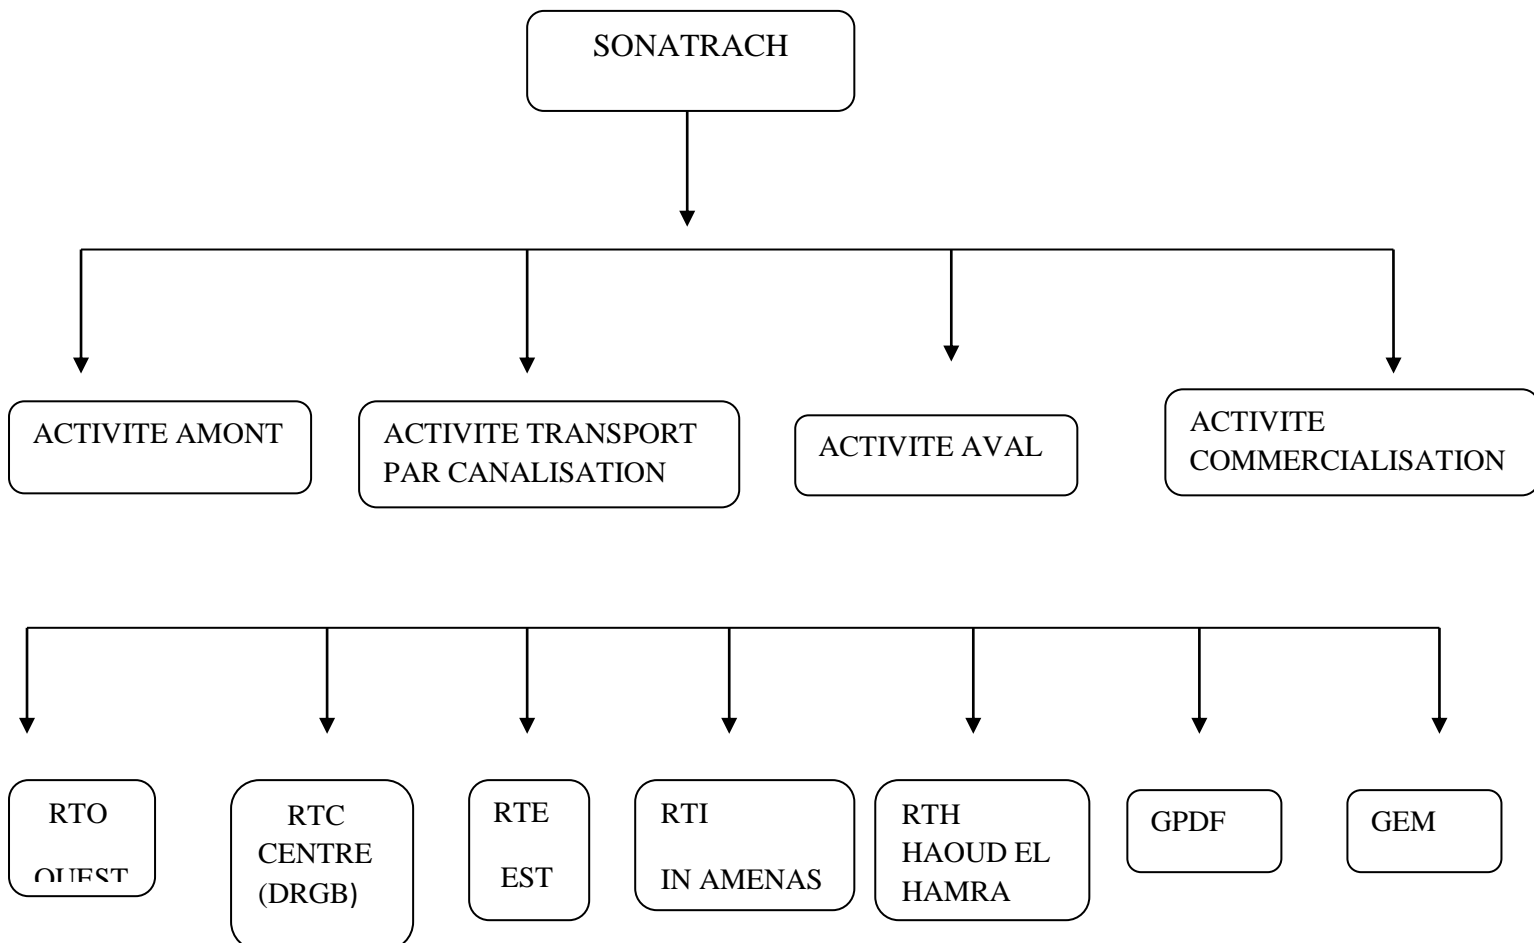 SONATRACH
ACTIVITE AMONT
ACTIVITE TRANSPORT
PAR CANALISATION
ACTIVITE AVAL
ACTIVITE
COMMERCIALISATION
RTO
OUEST
RTC
CENTRE
(DRGB)
RTE
EST
RTI
IN AMENAS
RTH
HAOUD EL
HAMRA
GPDF
GEM